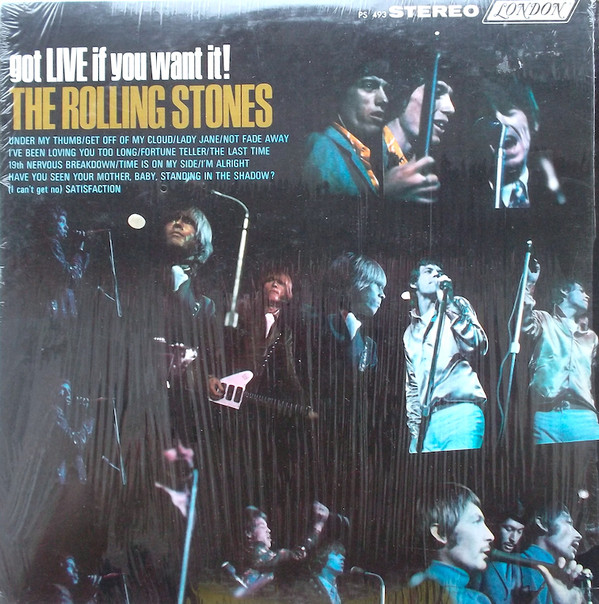 PS 493 STEREO LONDON
got LIVE if you want it!
THE ROLLING STONES
UNDER MY THUMB/GET OFF OF MY CLOUD/LADY JANE/NOT FADE AWAY
I'VE BEEN LOVING YOU TOO LONG/FORTUNE TELLER/THE LAST TIME
19th NERVOUS BREAKDOWN/TIME IS ON MY SIDE/I'M ALRIGHT
HAVE YOU SEEN YOUR MOTHER, BABY, STANDING IN THE SHADOW?
(I can't get no) SATISFACTION